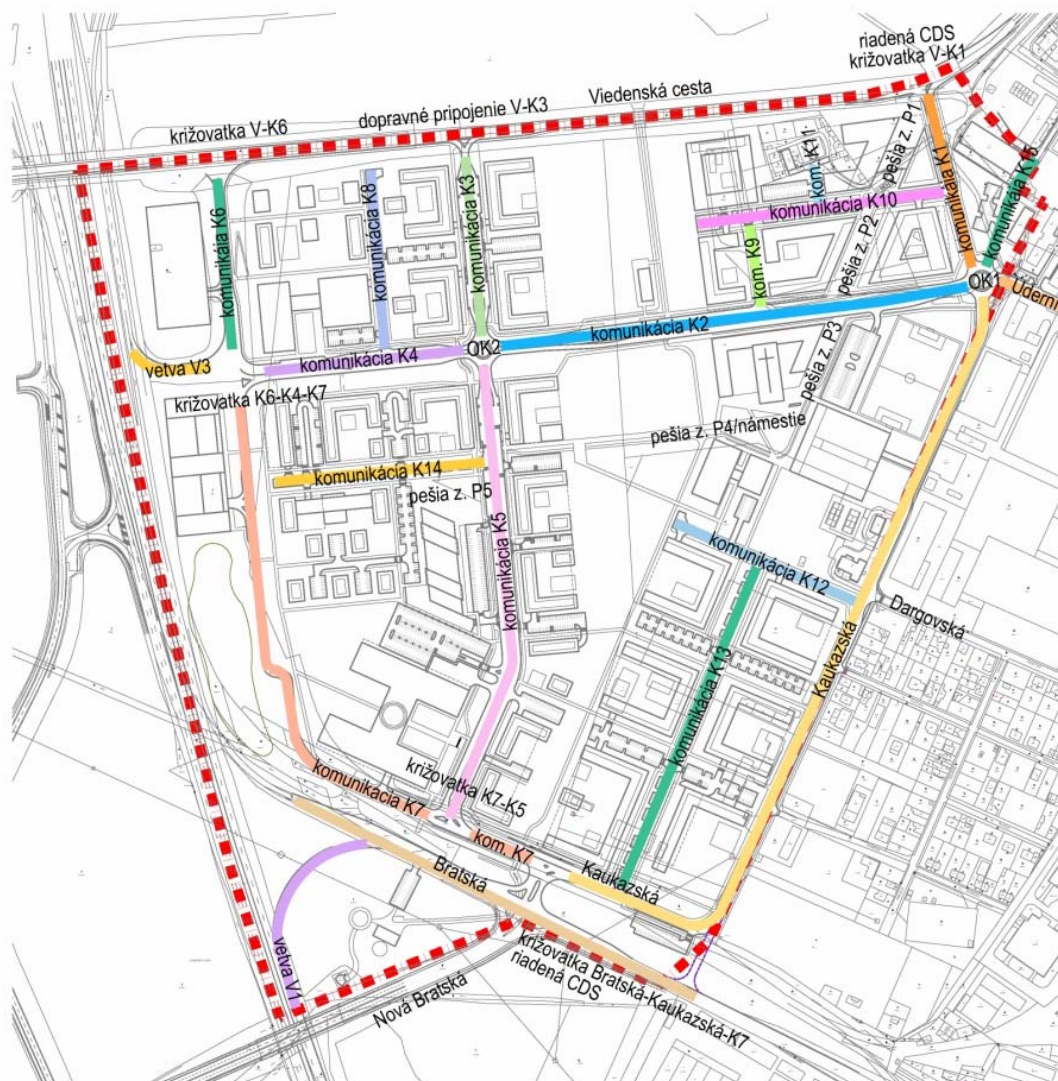 riadená CDS
križovatka V-K1
Viedenská cesta
dopravné pripojenie V-K3
križovatka V-K6
pešia z. P1
kom. K11
komunikácia K1
komunikácia K15
komunikácia K8
komunikácia K3
komunikájia K6
komunikácia K10
pešia z. P2
kom. K9
OK1
Úderní
komunikácia K2
OK2
komunikácia K4
vetva V3
pešia z. P3
križovatka K6-K4-K7
pešia z. P4/námestie
komunikácia K14
pešia z. P5
komunikácia K5
komunikácia K12
Dargovská
Kaukazská
komunikácia K13
križovatka K7-K5
komunikácia K7
kom. K7
Kaukazská
Bratská
vetva V1
križovatka Bratská-Kaukazská-K7
riadená CDS
Nová Bratská